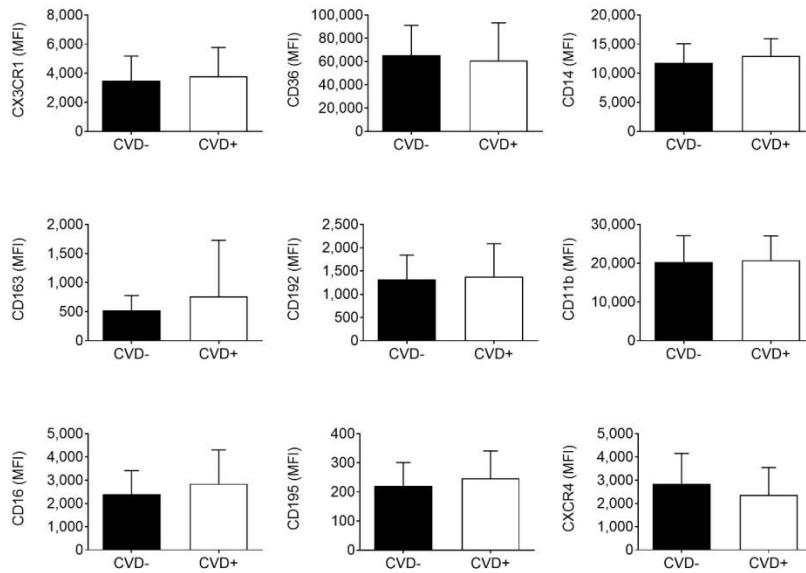 CX3CR1 (MFI)
8,000
6,000
4,000
2,000
0
CVD- CVD+
CD36 (MFI)
100,000
80,000
60,000
40,000
20,000
0
CVD- CVD+
CD14 (MFI)
20,000
15,000
10,000
5,000
0
CVD- CVD+
CD163 (MFI)
2,000
1,500
1,000
500
0
CVD- CVD+
CD192 (MFI)
2,500
2,000
1,500
1,000
500
0
CVD- CVD+
CD11b (MFI)
30,000
20,000
10,000
0
CVD- CVD+
CD16 (MFI)
5,000
4,000
3,000
2,000
1,000
0
CVD- CVD+
CD195 (MFI)
400
300
200
100
0
CVD- CVD+
CXCR4 (MFI)
5,000
4,000
3,000
2,000
1,000
0
CVD- CVD+